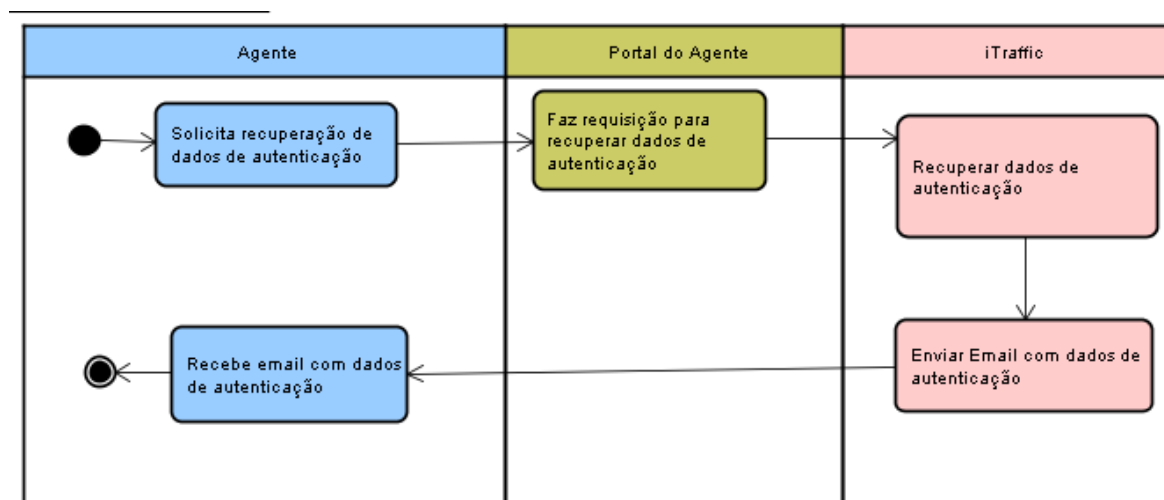 Agente
Portal do Agente
iTraffic
Solicita recuperação de
dados de autenticação
Faz requisição para
recuperar dados de
autenticação
Recuperar dados de
autenticação
Recebe email com dados
de autenticação
Enviar Email com dados de
autenticação